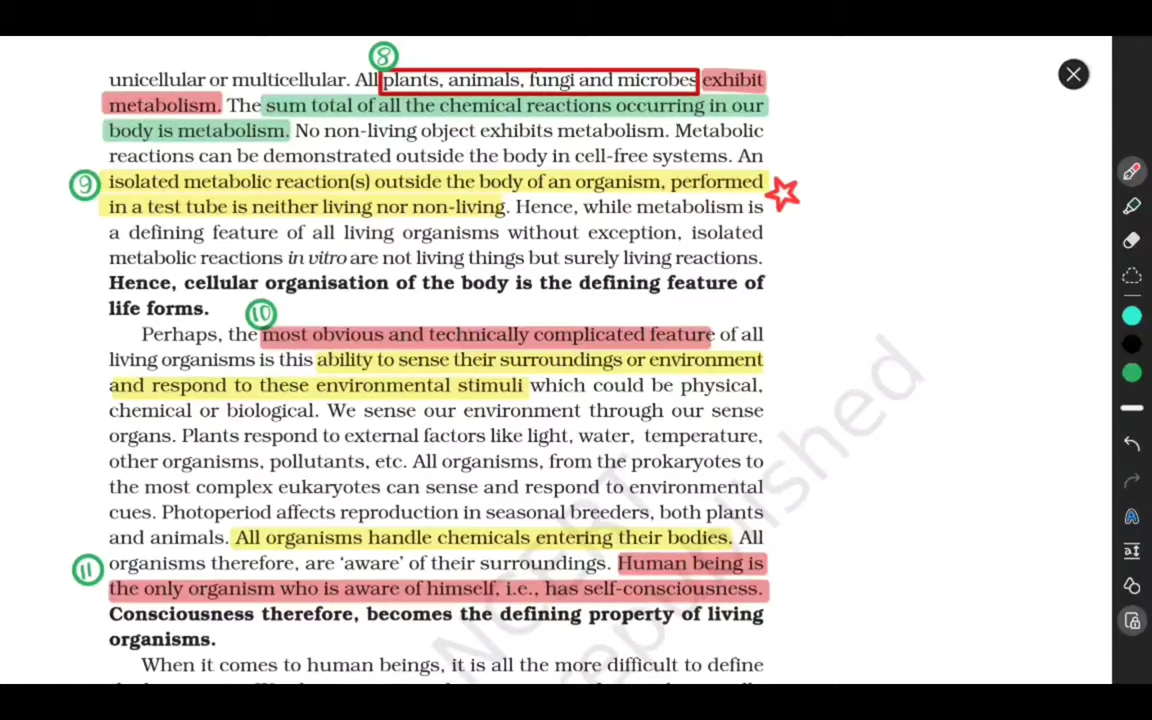 8
unicellular or multicellular. All plants, animals, fungi and microbes exhibit
metabolism. The sum total of all the chemical reactions occurring in our
body is metabolism. No non-living object exhibits metabolism. Metabolic
reactions can be demonstrated outside the body in cell-free systems. An
9 isolated metabolic reaction(s) outside the body of an organism, performed
in a test tube is neither living nor non-living. Hence, while metabolism is
a defining feature of all living organisms without exception, isolated
metabolic reactions in vitro are not living things but surely living reactions.
Hence, cellular organisation of the body is the defining feature of
life forms.
10
Perhaps, the most obvious and technically complicated feature of all
living organisms is this ability to sense their surroundings or environment
and respond to these environmental stimuli which could be physical,
chemical or biological. We sense our environment through our sense
organs. Plants respond to external factors like light, water, temperature,
other organisms, pollutants, etc. All organisms, from the prokaryotes to
the most complex eukaryotes can sense and respond to environmental
cues. Photoperiod affects reproduction in seasonal breeders, both plants
and animals. All organisms handle chemicals entering their bodies. All
11 organisms therefore, are ‘aware’ of their surroundings. Human being is
the only organism who is aware of himself, i.e., has self-consciousness.
Consciousness therefore, becomes the defining property of living
organisms.
When it comes to human beings, it is all the more difficult to define
NCERT
republished